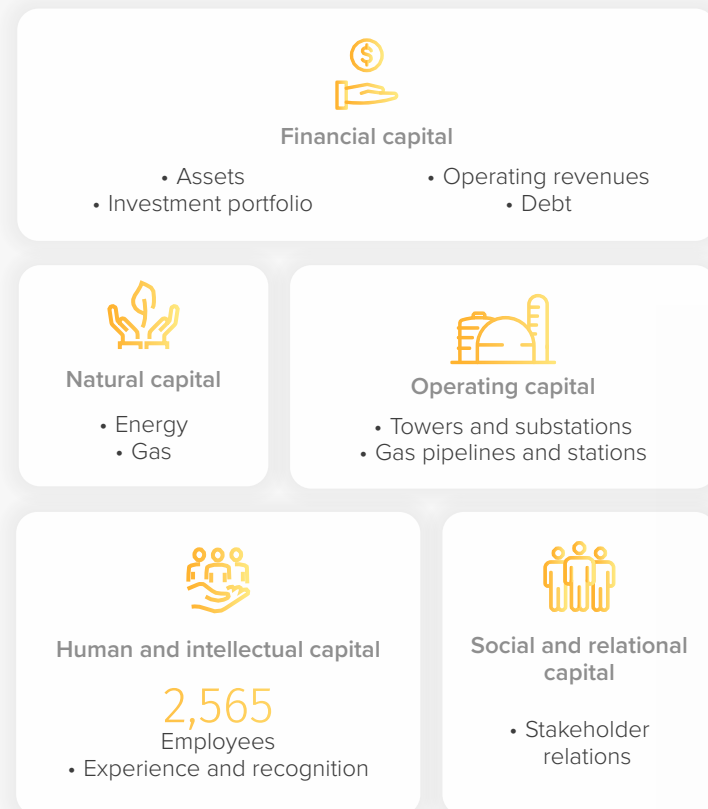 $
Financial capital
• Assets
• Investment portfolio
• Operating revenues
• Debt
Natural capital
• Energy
• Gas
Operating capital
• Towers and substations
• Gas pipelines and stations
Human and intellectual capital
2,565
Employees
• Experience and recognition
Social and relational
capital
• Stakeholder
relations